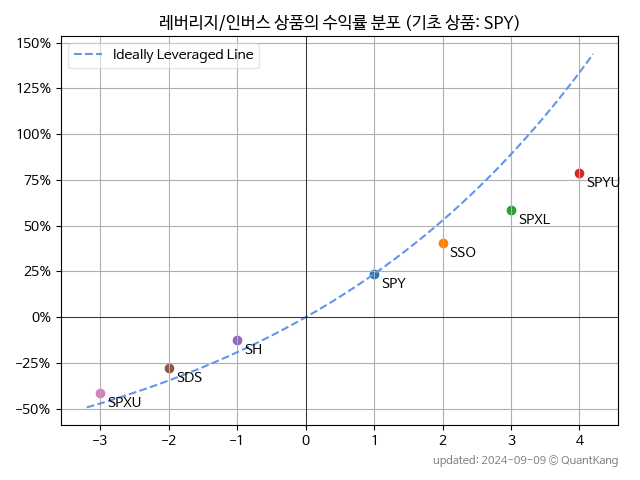 레버리지/인버스 상품의 수익률 분포 (기초 상품: SPY)
150%
125%
100%
75%
50%
25%
0%
−25%
−50%
Ideally Leveraged Line
SPYU
SPXL
SSO
SPY
SH
SDS
SPXU
−3
−2
−1
0
1
2
3
4
updated: 2024-09-09 © QuantKang